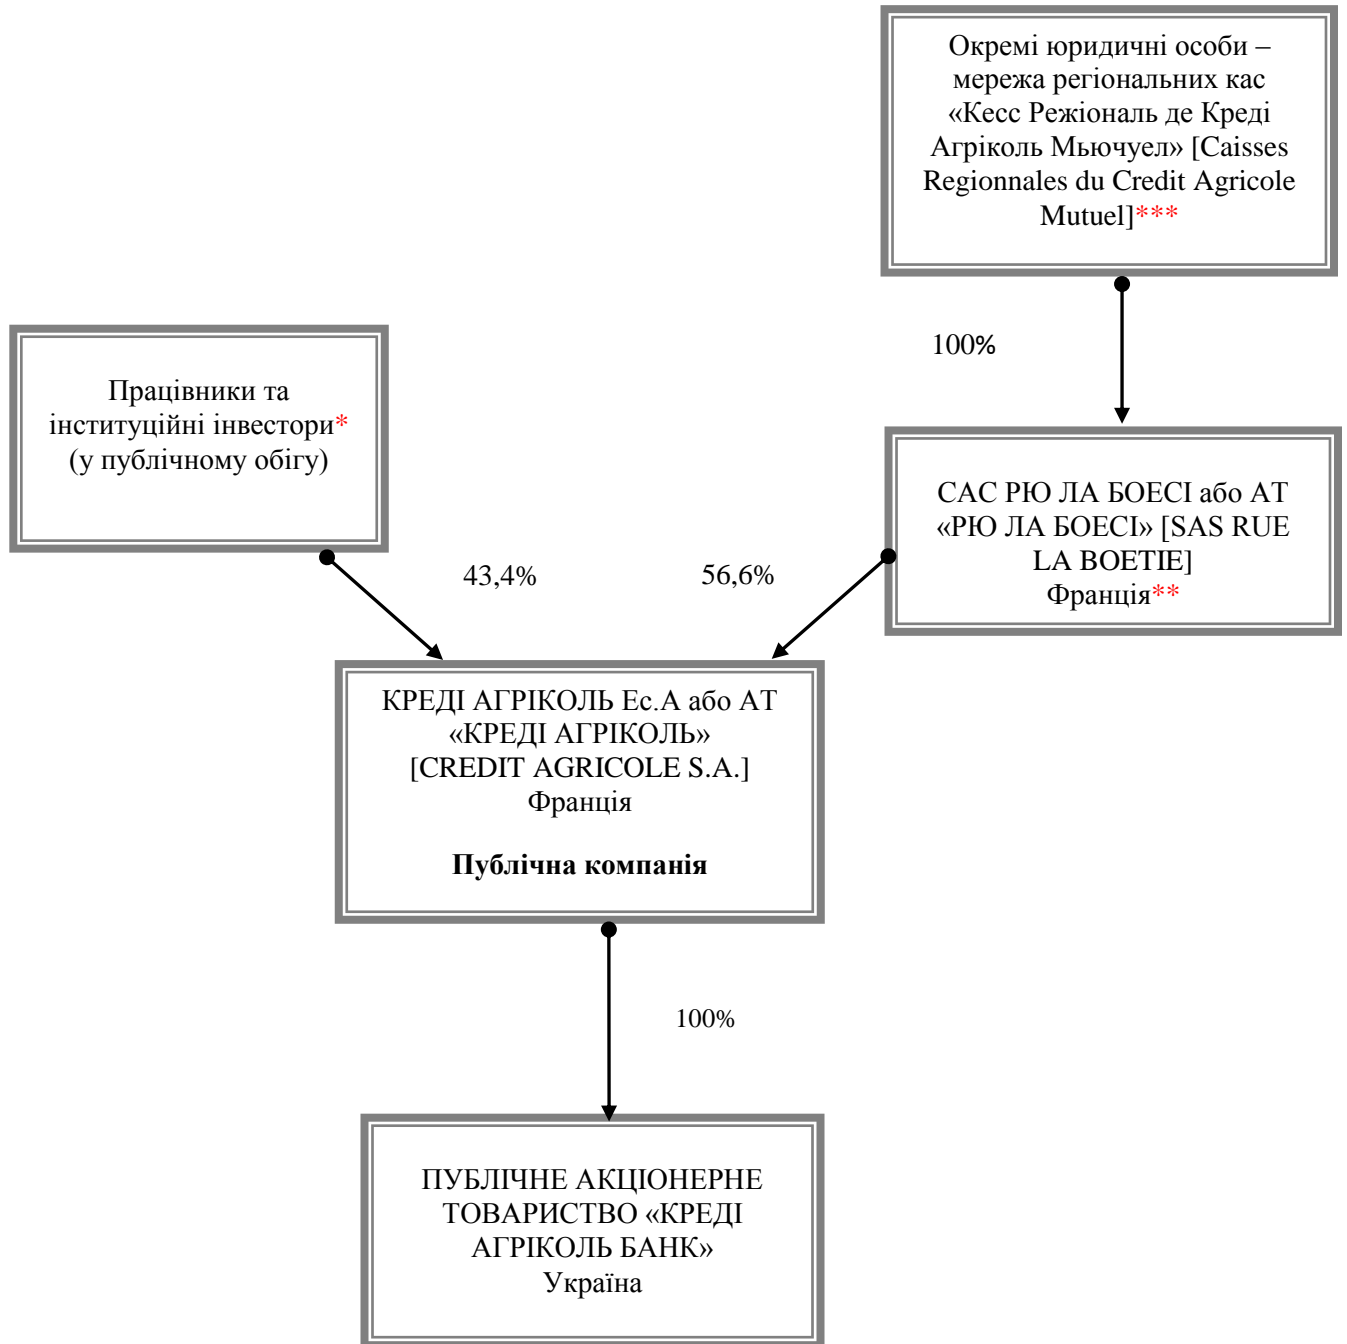 Окремі юридичні особи –
мережа регіональних кас
«Кесс Режіональ де Креді
Агріколь Мьючуел» [Caisses
Regionnales du Credit Agricole
Mutuel]***
100%
Працівники та
інституційні інвестори*
(у публічному обігу)
САС РЮ ЛА БОЕСІ або АТ
«РЮ ЛА БОЕСІ» [SAS RUE
LA BOETIE]
Франція**
43,4%
56,6%
КРЕДІ АГРІКОЛЬ Ес.А або АТ
«КРЕДІ АГРІКОЛЬ»
[CREDIT AGRICOLE S.A.]
Франція
Публічна компанія
100%
ПУБЛІЧНЕ АКЦІОНЕРНЕ
ТОВАРИСТВО «КРЕДІ
АГРІКОЛЬ БАНК»
Україна